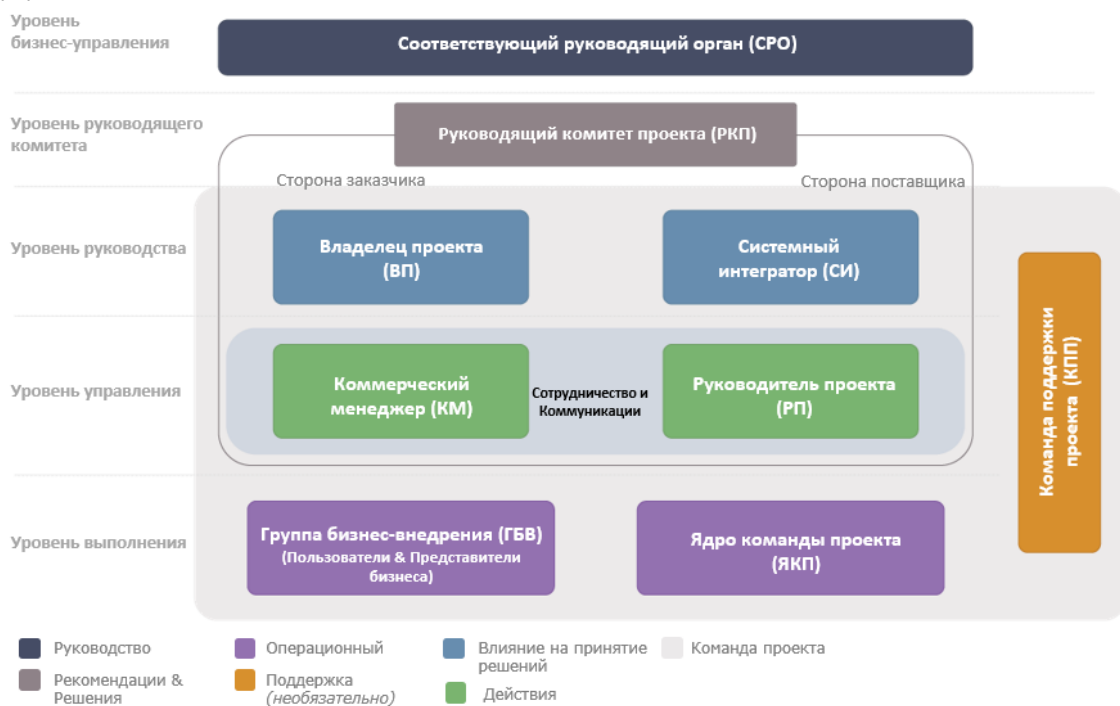 Уровень
бизнес-управления
Соответствующий руководящий орган (СРО)
Уровень руководящего
комитета
Руководящий комитет проекта (РКП)
Сторона заказчика
Сторона поставщика
Уровень руководства
Владелец проекта
(ВП)
Системный
интегратор (СИ)
Уровень управления
Коммерческий
менеджер (КМ)
Сотрудничество и
Коммуникации
Руководитель проекта
(РП)
Команда поддержки
проекта (КПП)
Уровень выполнения
Группа бизнес-внедрения (ГБВ)
(Пользователи & Представители
бизнеса)
Ядро команды проекта
(ЯКП)
Руководство
Операционный
Влияние на принятие
решений
Команда проекта
Рекомендации &
Решения
Поддержка
(необязательно)
Действия